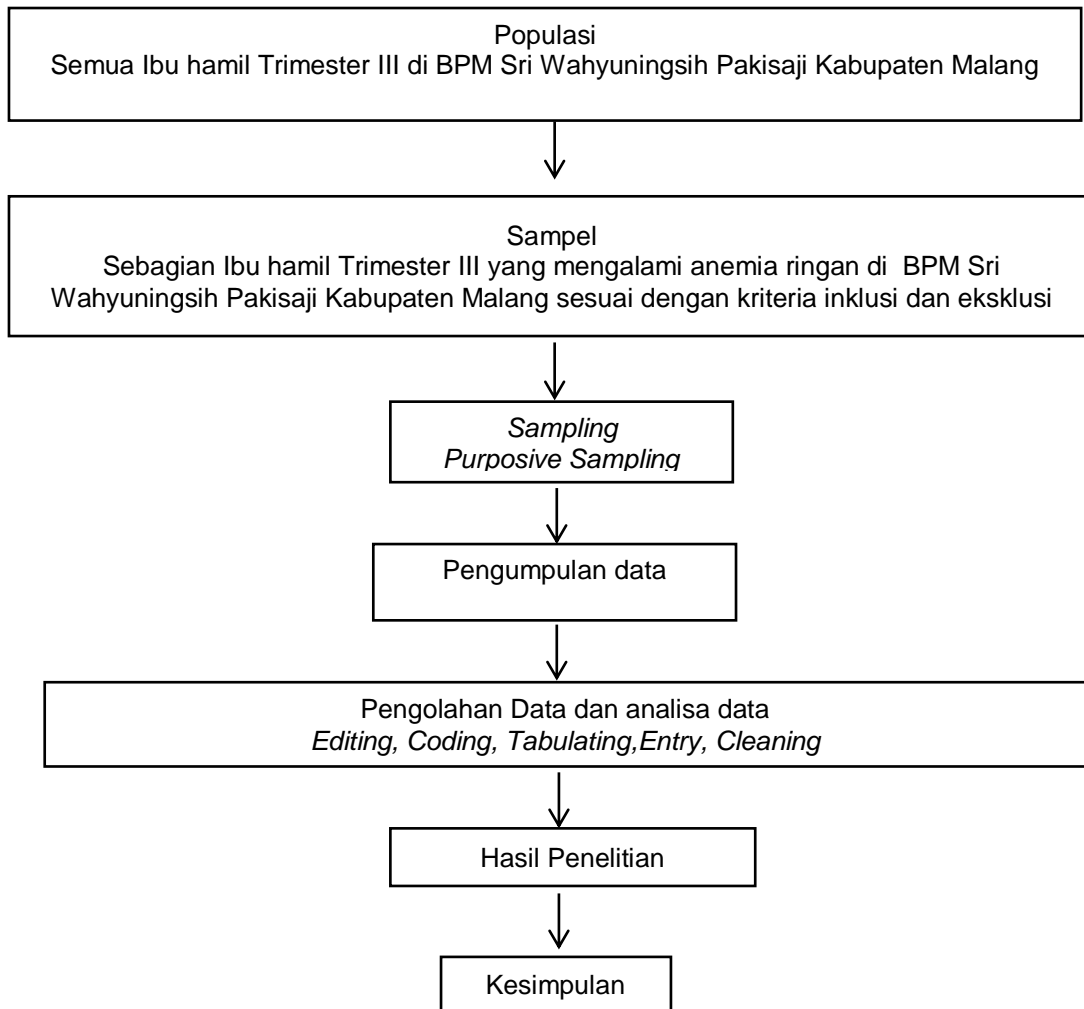 Populasi
Semua Ibu hamil Trimester III di BPM Sri Wahyuningsih Pakisaji Kabupaten Malang
Sampel
Sebagian Ibu hamil Trimester III yang mengalami anemia ringan di BPM Sri
Wahyuningsih Pakisaji Kabupaten Malang sesuai dengan kriteria inklusi dan eksklusi
Sampling
Purposive Sampling
Pengumpulan data
Pengolahan Data dan analisa data
Editing, Coding, Tabulating,Entry, Cleaning
Hasil Penelitian
Kesimpulan